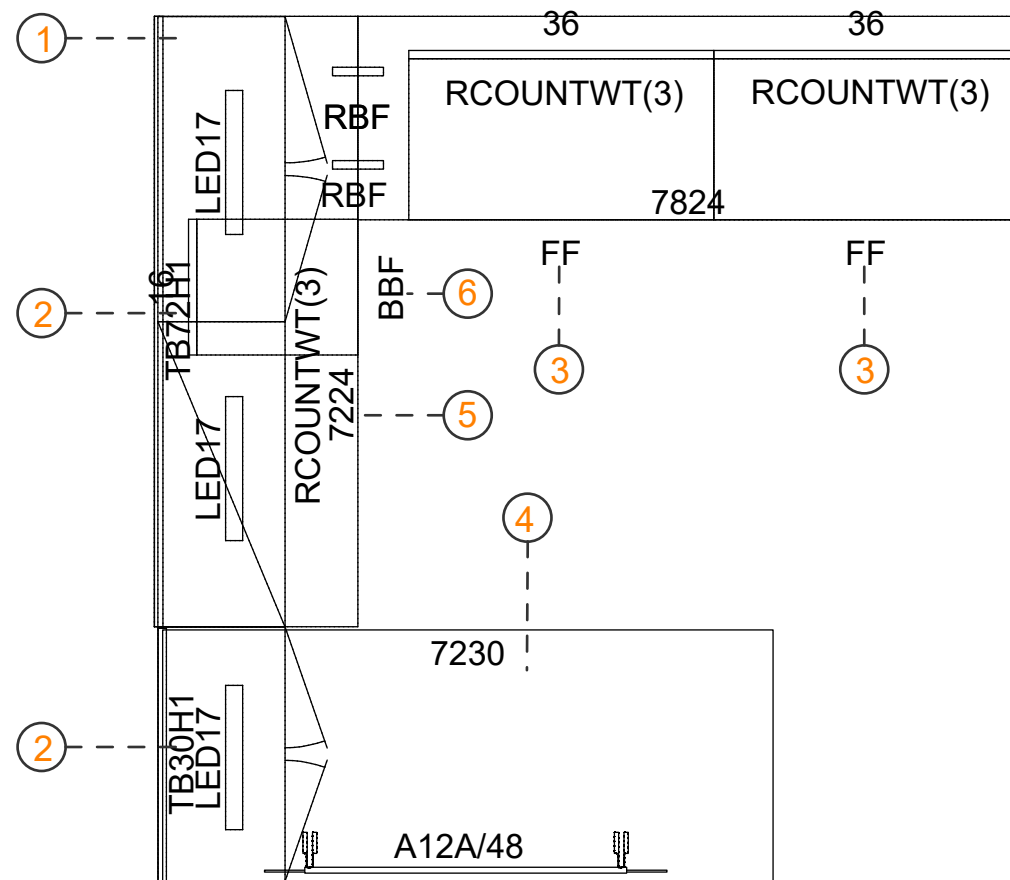 1
36
36
RCOUNTWT(3)
RCOUNTWT(3)
RBF
LED17
RBF
7824
FF
FF
16
TB72H1
2
RCOUNTWT(3)
7224
BBF
6
3
3
5
LED17
4
7230
TB30H1
LED17
2
A12A/48